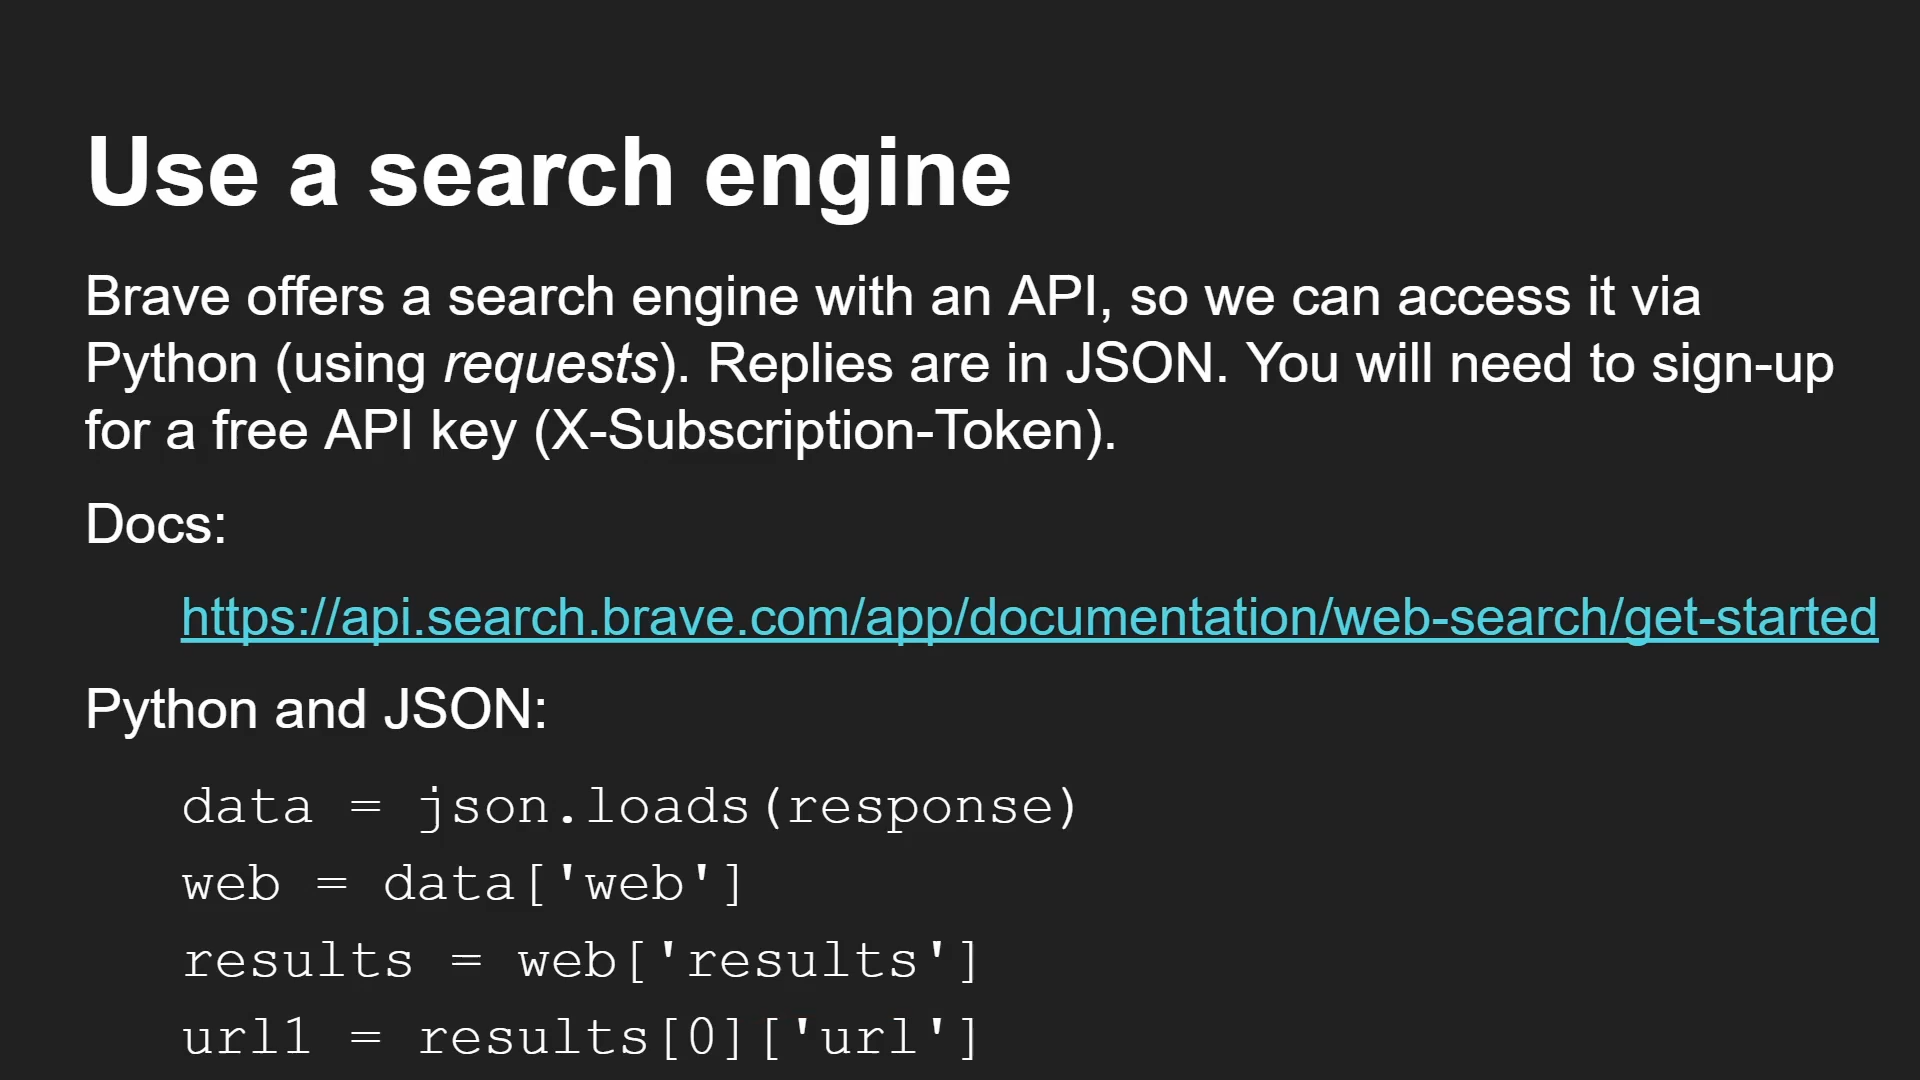 Use a search engine
Brave offers a search engine with an API, so we can access it via
Python (using requests). Replies are in JSON. You will need to sign-up
for a free API key (X-Subscription-Token).
Docs:
https://api.search.brave.com/app/documentation/web-search/get-started
Python and JSON:
data = json.loads(response)
web = data['web']
results = web['results']
url1 = results[0]['url']